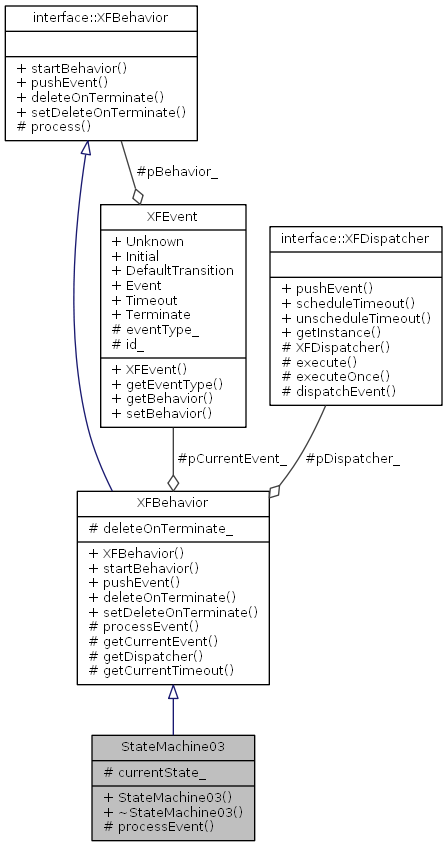 interface::XFBehavior
+ startBehavior()
+ pushEvent()
+ deleteOnTerminate()
+ setDeleteOnTerminate()
# process()
#pBehavior_
XFEvent
+ Unknown
+ Initial
+ DefaultTransition
+ Event
+ Timeout
+ Terminate
# eventType_
# id_
+ XFEvent()
+ getEventType()
+ getBehavior()
+ setBehavior()
interface::XFDispatcher
+ pushEvent()
+ scheduleTimeout()
+ unscheduleTimeout()
+ getInstance()
# XFDispatcher()
# execute()
# executeOnce()
# dispatchEvent()
#pCurrentEvent_
#pDispatcher_
XFBehavior
# deleteOnTerminate_
+ XFBehavior()
+ startBehavior()
+ pushEvent()
+ deleteOnTerminate()
+ setDeleteOnTerminate()
# processEvent()
# getCurrentEvent()
# getDispatcher()
# getCurrentTimeout()
StateMachine03
# currentState_
+ StateMachine03()
+ ~StateMachine03()
# processEvent()